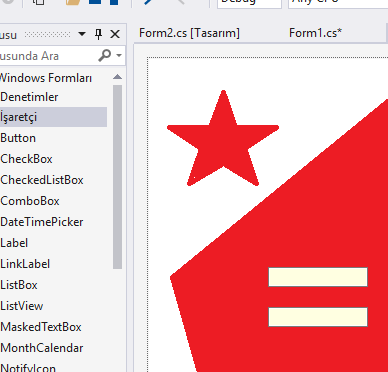 Debug
Any CPU
usu
Form2.cs [Tasarım]
Form1.cs*
usunda Ara
Windows Formları
Denetimler
İşaretçi
Button
CheckBox
CheckedListBox
ComboBox
DateTimePicker
Label
LinkLabel
ListBox
ListView
MaskedTextBox
MonthCalendar
NotifyIcon